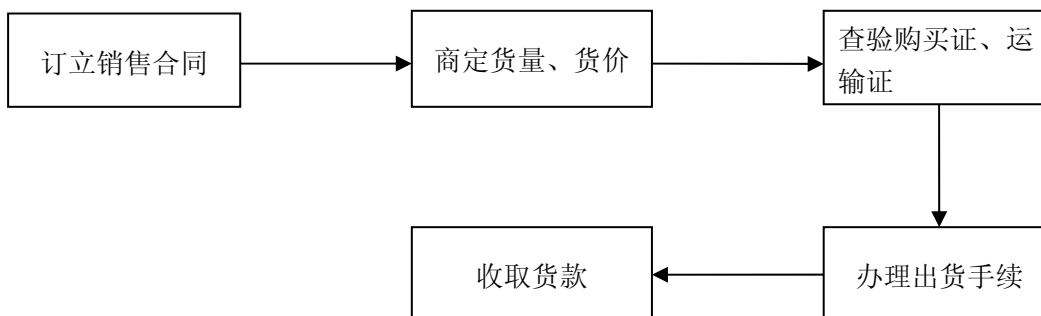 订立销售合同
商定货量、货价
查验购买证、运
输证
办理出货手续
收取货款